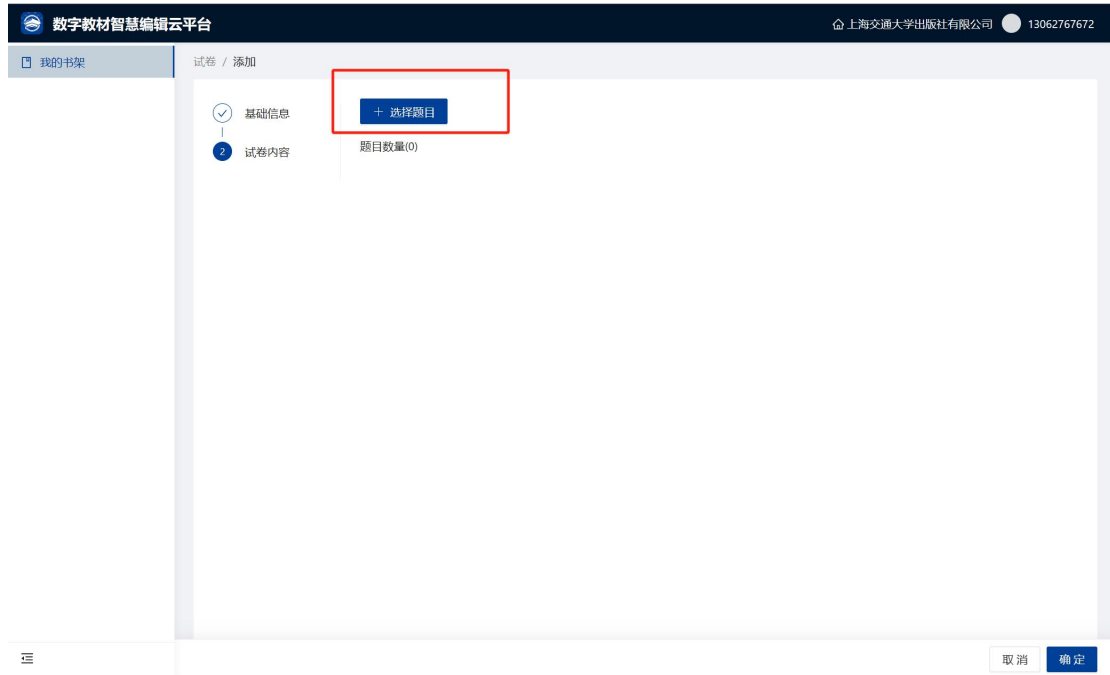 数字教材智慧编辑云平台
上海交通大学出版社有限公司 13062767672
我的书架
试卷 / 添加
基础信息
+ 选择题目
2 试卷内容
题目数量(0)
取消 确定